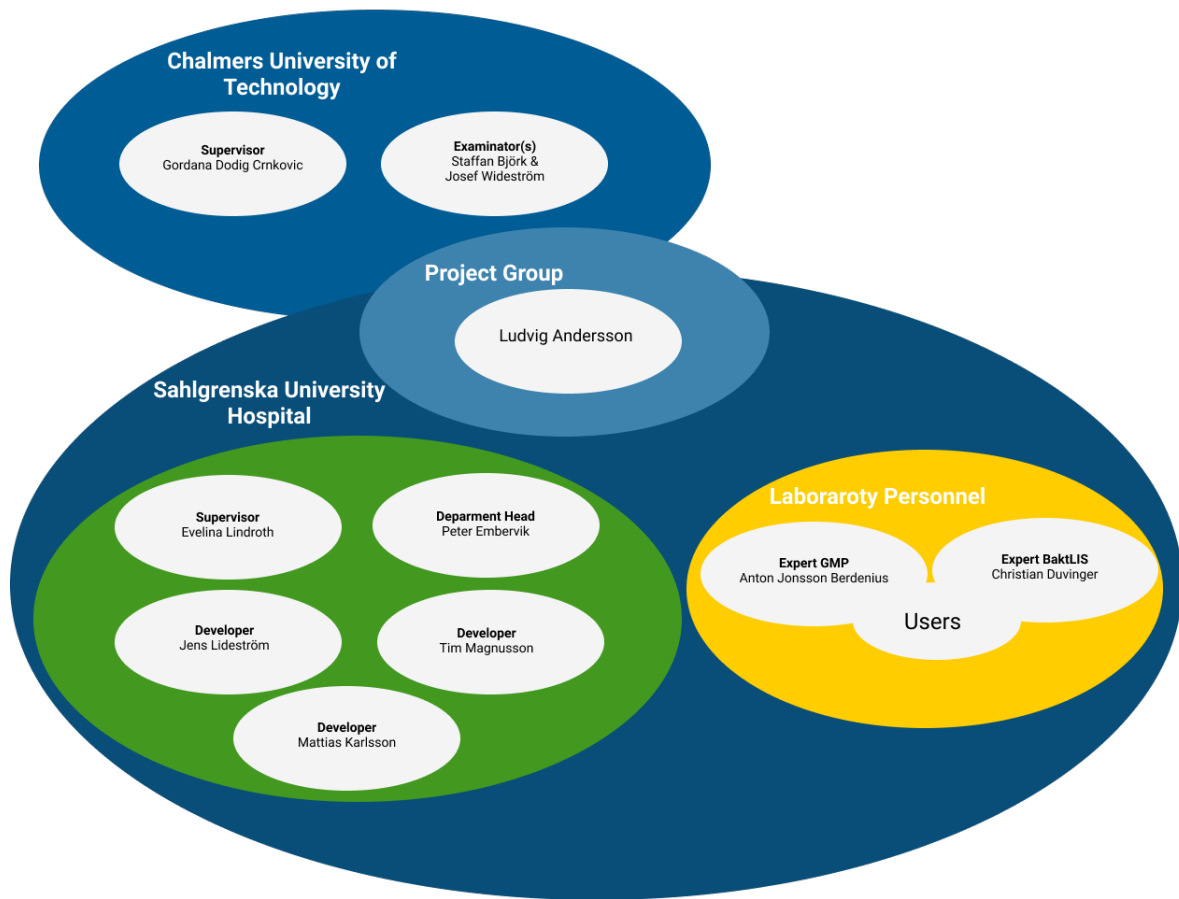 Chalmers University of
Technology
Supervisor
Gordana Dodig Crnkovic
Examinator(s)
Staffan Björk &
Josef Wideström
Project Group
Ludvig Andersson
Sahlgrenska University
Hospital
Supervisor
Evelina Lindroth
Deparment Head
Peter Embervik
Developer
Jens Lideström
Developer
Tim Magnusson
Developer
Mattias Karlsson
Laboraroty Personnel
Expert GMP
Anton Jonsson Berdenius
Expert BaktLIS
Christian Duvinger
Users